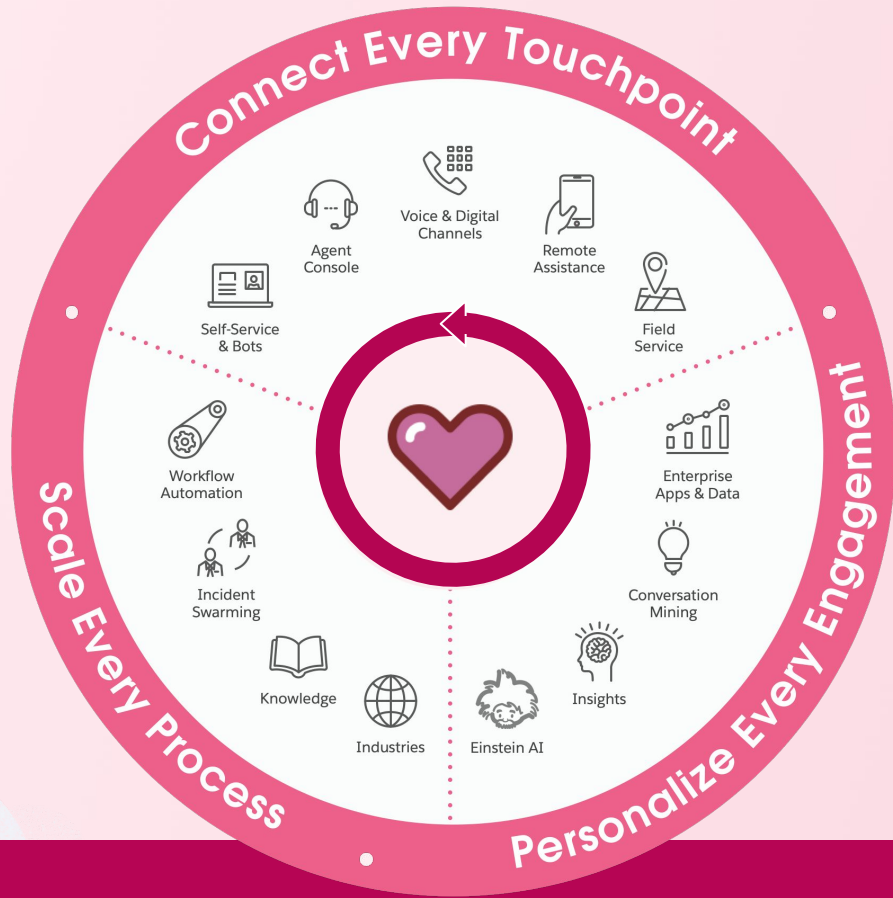 Connect Every Touchpoint
Voice & Digital
Channels
Agent
Console
Remote
Assistance
Self-Service
& Bots
Field
Service
Workflow
Automation
Enterprise
Apps & Data
Incident
Swarming
Conversation
Mining
Knowledge
Insights
Industries
Einstein AI
Scale Every Process
Personalize Every Engagement